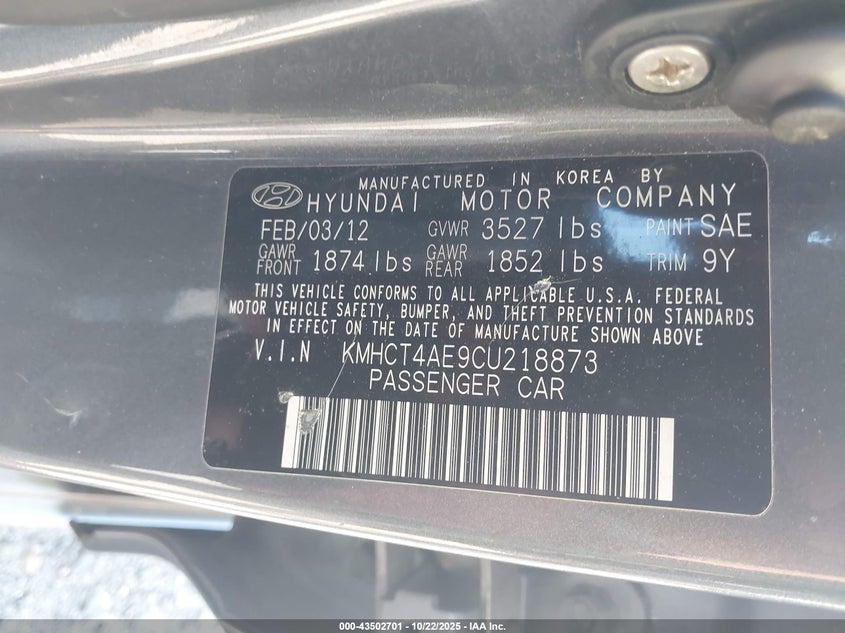 MANUFACTURED IN KOREA BY
HYUNDAI MOTOR COMPANY
FEB/03/12 GVWR 3527 lbs PAINT SAE
GAWR FRONT 1874 lbs GAWR REAR 1852 lbs TRIM 9Y
THIS VEHICLE CONFORMS TO ALL APPLICABLE U.S.A. FEDERAL
MOTOR VEHICLE SAFETY, BUMPER, AND THEFT PREVENTION STANDARDS
IN EFFECT ON THE DATE OF MANUFACTURE SHOWN ABOVE
V.I.N KMHCT4AE9CU218873
PASSENGER CAR
000-43502701 - 10/22/2025 - IAA Inc.